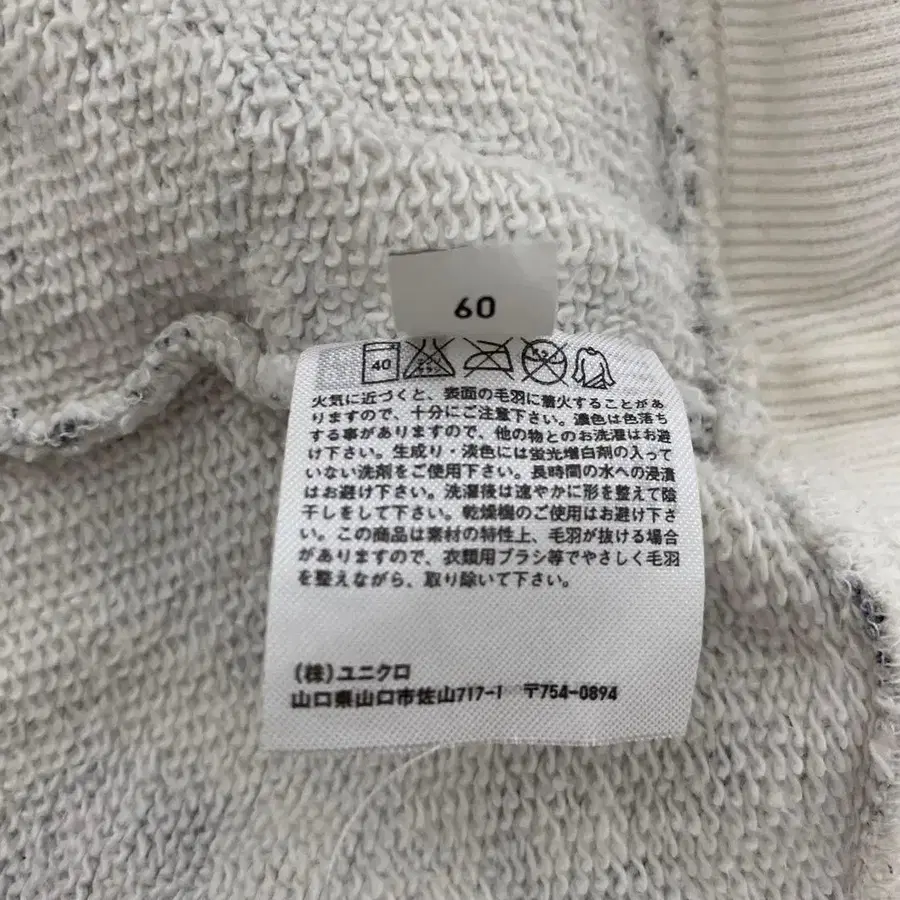 60
40
火気に近づくと、表面の毛羽に着火することがあ
りますので、十分にご注意下さい。濃色は色落ち
する事がありますので、他の物とのお洗濯はお避
け下さい。生成り・淡色には蛍光増白剤の入って
いない洗剤をご使用下さい。長時間の水への浸漬
はお避け下さい。洗濯後は速やかに形を整えて陰
干しをして下さい。乾燥機のご使用はお避け下さ
い。この商品は素材の特性上、毛羽が抜ける場合
がありますので、衣類用ブラシ等でやさしく毛羽
を整えながら、取り除いて下さい。
(株)ユニクロ
山口県山口市佐山717-1 〒754-0894